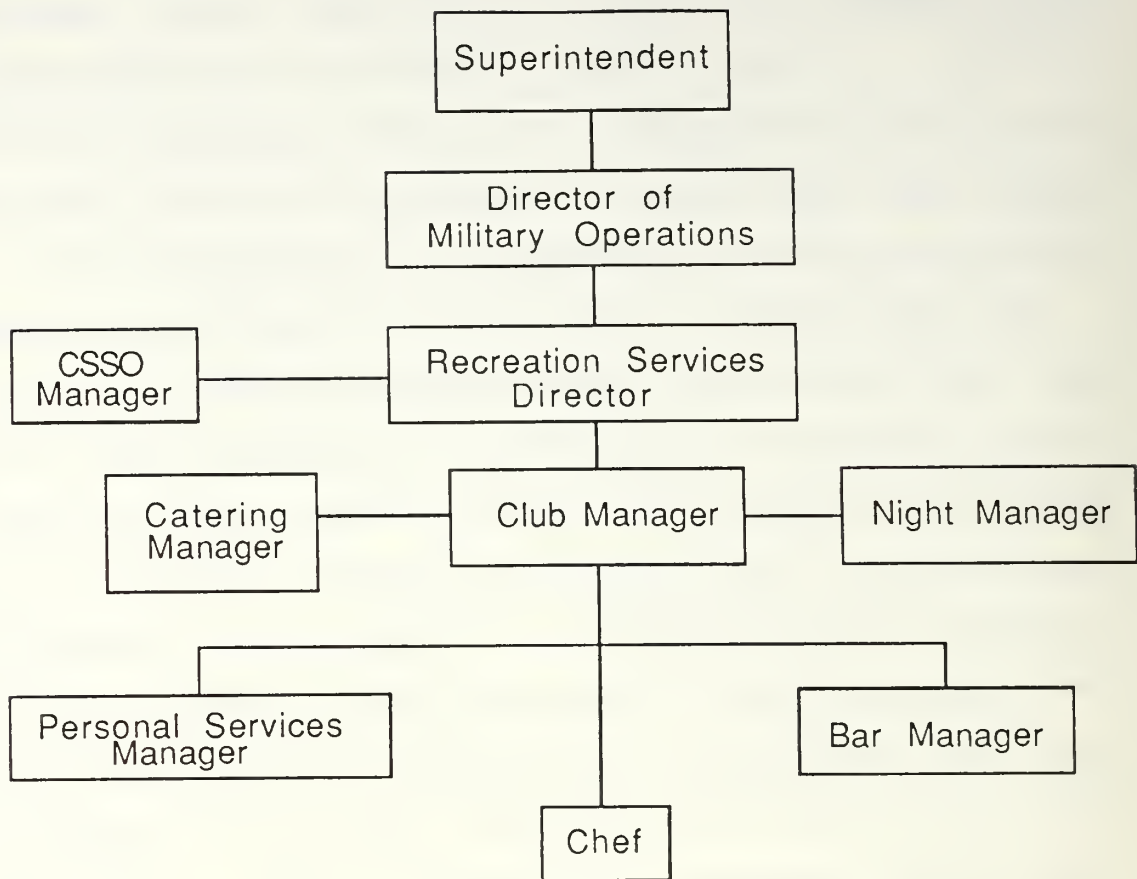 Superintendent
Director of
Military Operations
CSSO
Manager
Recreation Services
Director
Catering
Manager
Club Manager
Night Manager
Personal Services
Manager
Bar Manager
Chef